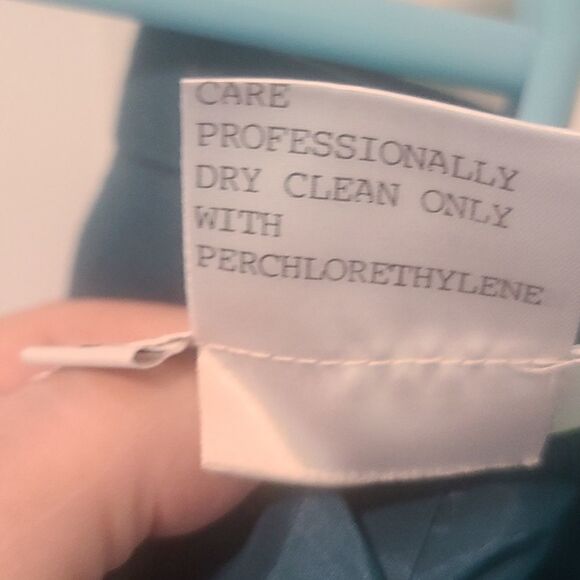 CARE
PROFESSIONALLY
DRY CLEAN ONLY
WITH
PERCHLORETHYLENE